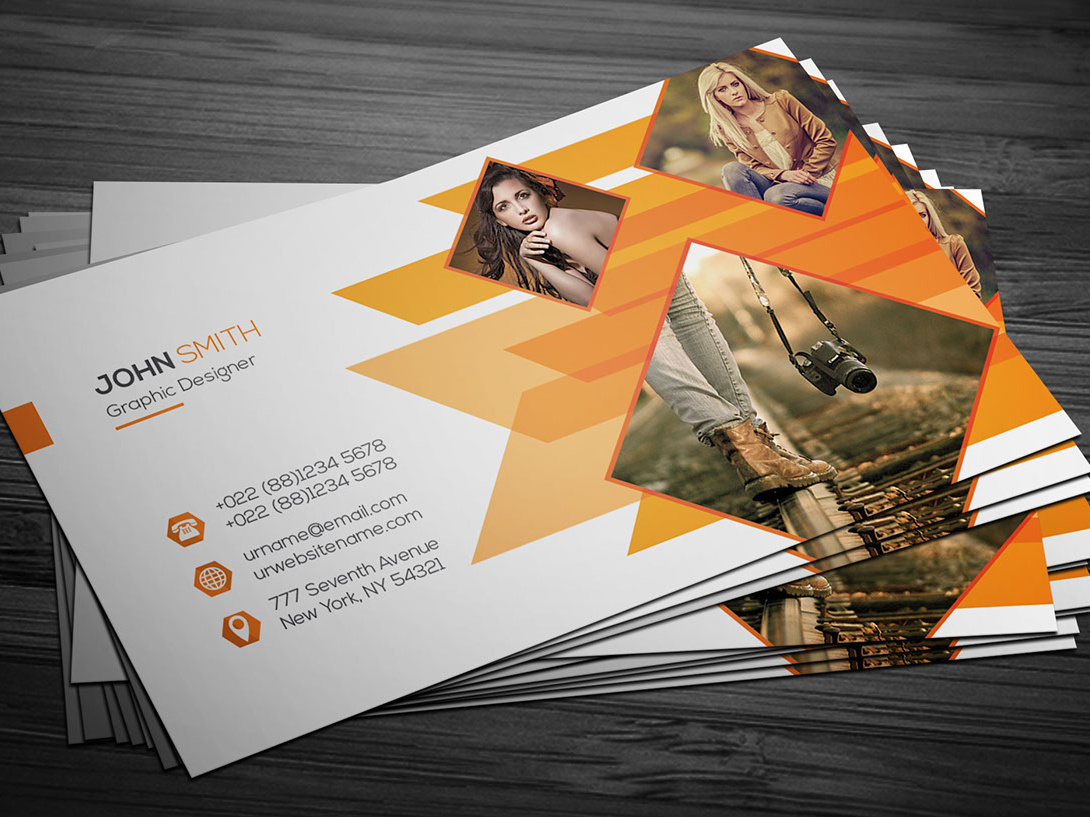 JOHN SMITH
Graphic Designer
+022 (88)1234 5678
+022 (88)1234 5678
urname@email.com
urwebsitename.com
777 Seventh Avenue
New York, NY 54321